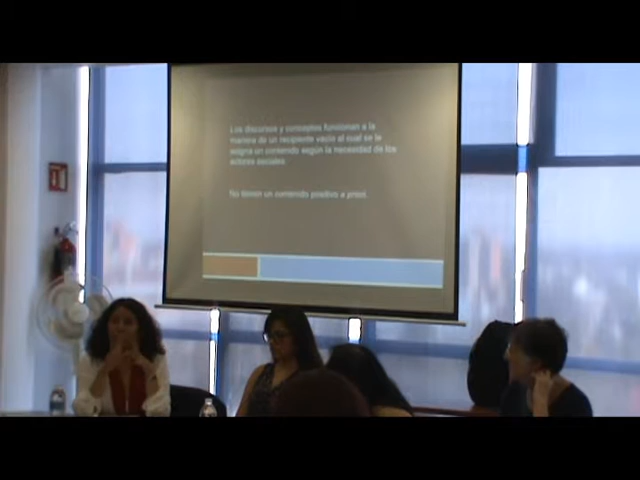 Los discursos y conceptos funcionan a la
manera de un recipiente vacío al cual se le
asigna un contenido según la necesidad de los
actores sociales.
No tienen un contenido positivo a priori.